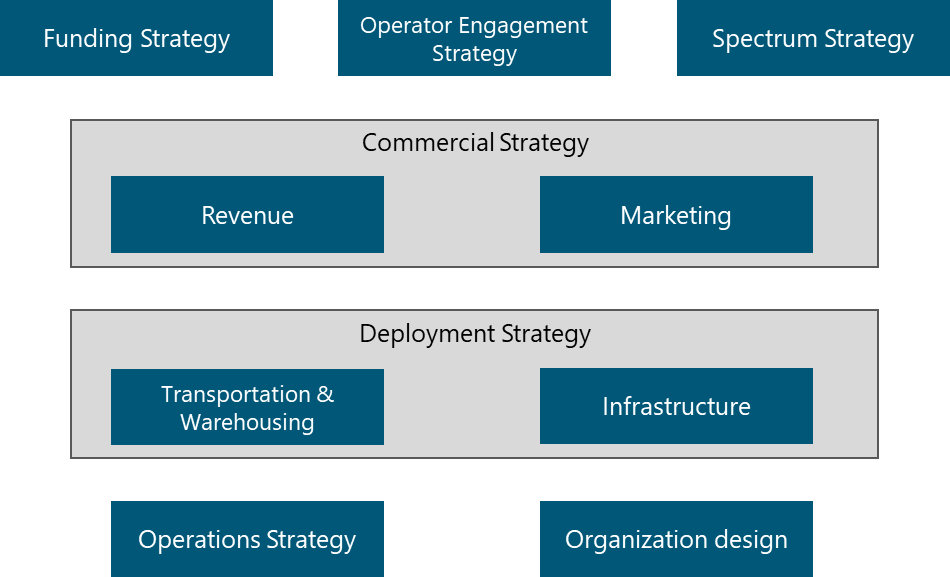 Funding Strategy
Operator Engagement
Strategy
Spectrum Strategy
Commercial Strategy
Revenue
Marketing
Deployment Strategy
Transportation &
Warehousing
Infrastructure
Operations Strategy
Organization design